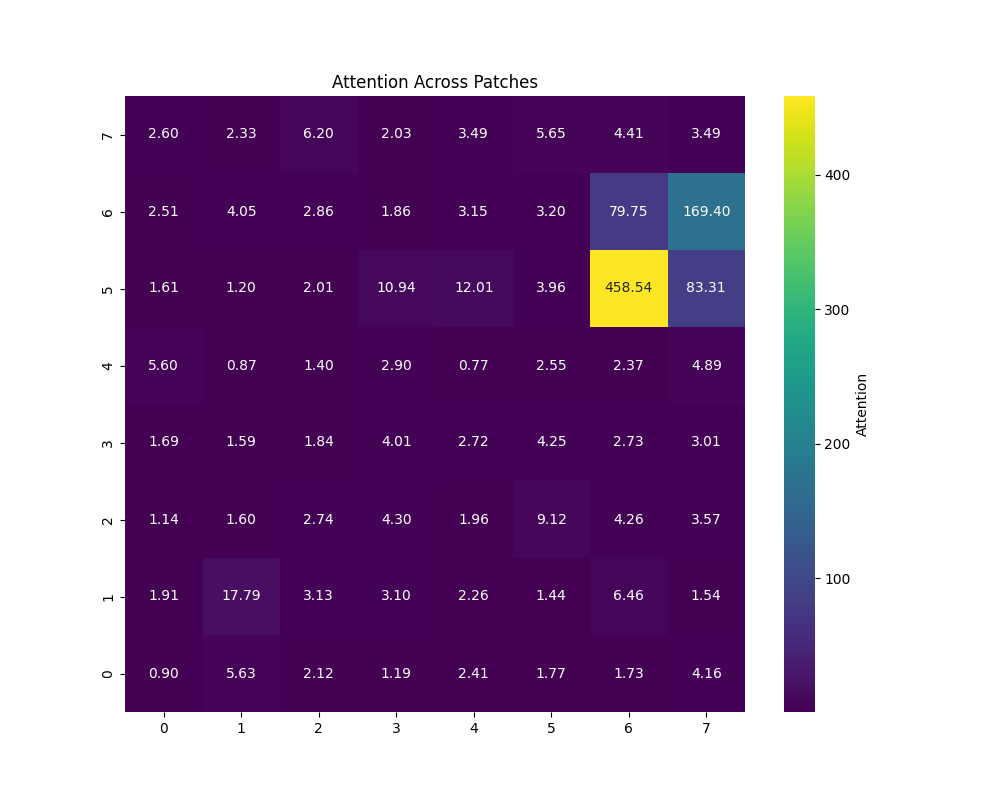 Attention Across Patches
7 2.60 2.33 6.20 2.03 3.49 5.65 4.41 3.49
400
6 2.51 4.05 2.86 1.86 3.15 3.20 79.75 169.40
5 1.61 1.20 2.01 10.94 12.01 3.96 458.54 83.31
300
4 5.60 0.87 1.40 2.90 0.77 2.55 2.37 4.89
Attention
3 1.69 1.59 1.84 4.01 2.72 4.25 2.73 3.01
200
2 1.14 1.60 2.74 4.30 1.96 9.12 4.26 3.57
100
1 1.91 17.79 3.13 3.10 2.26 1.44 6.46 1.54
0 0.90 5.63 2.12 1.19 2.41 1.77 1.73 4.16
0 1 2 3 4 5 6 7